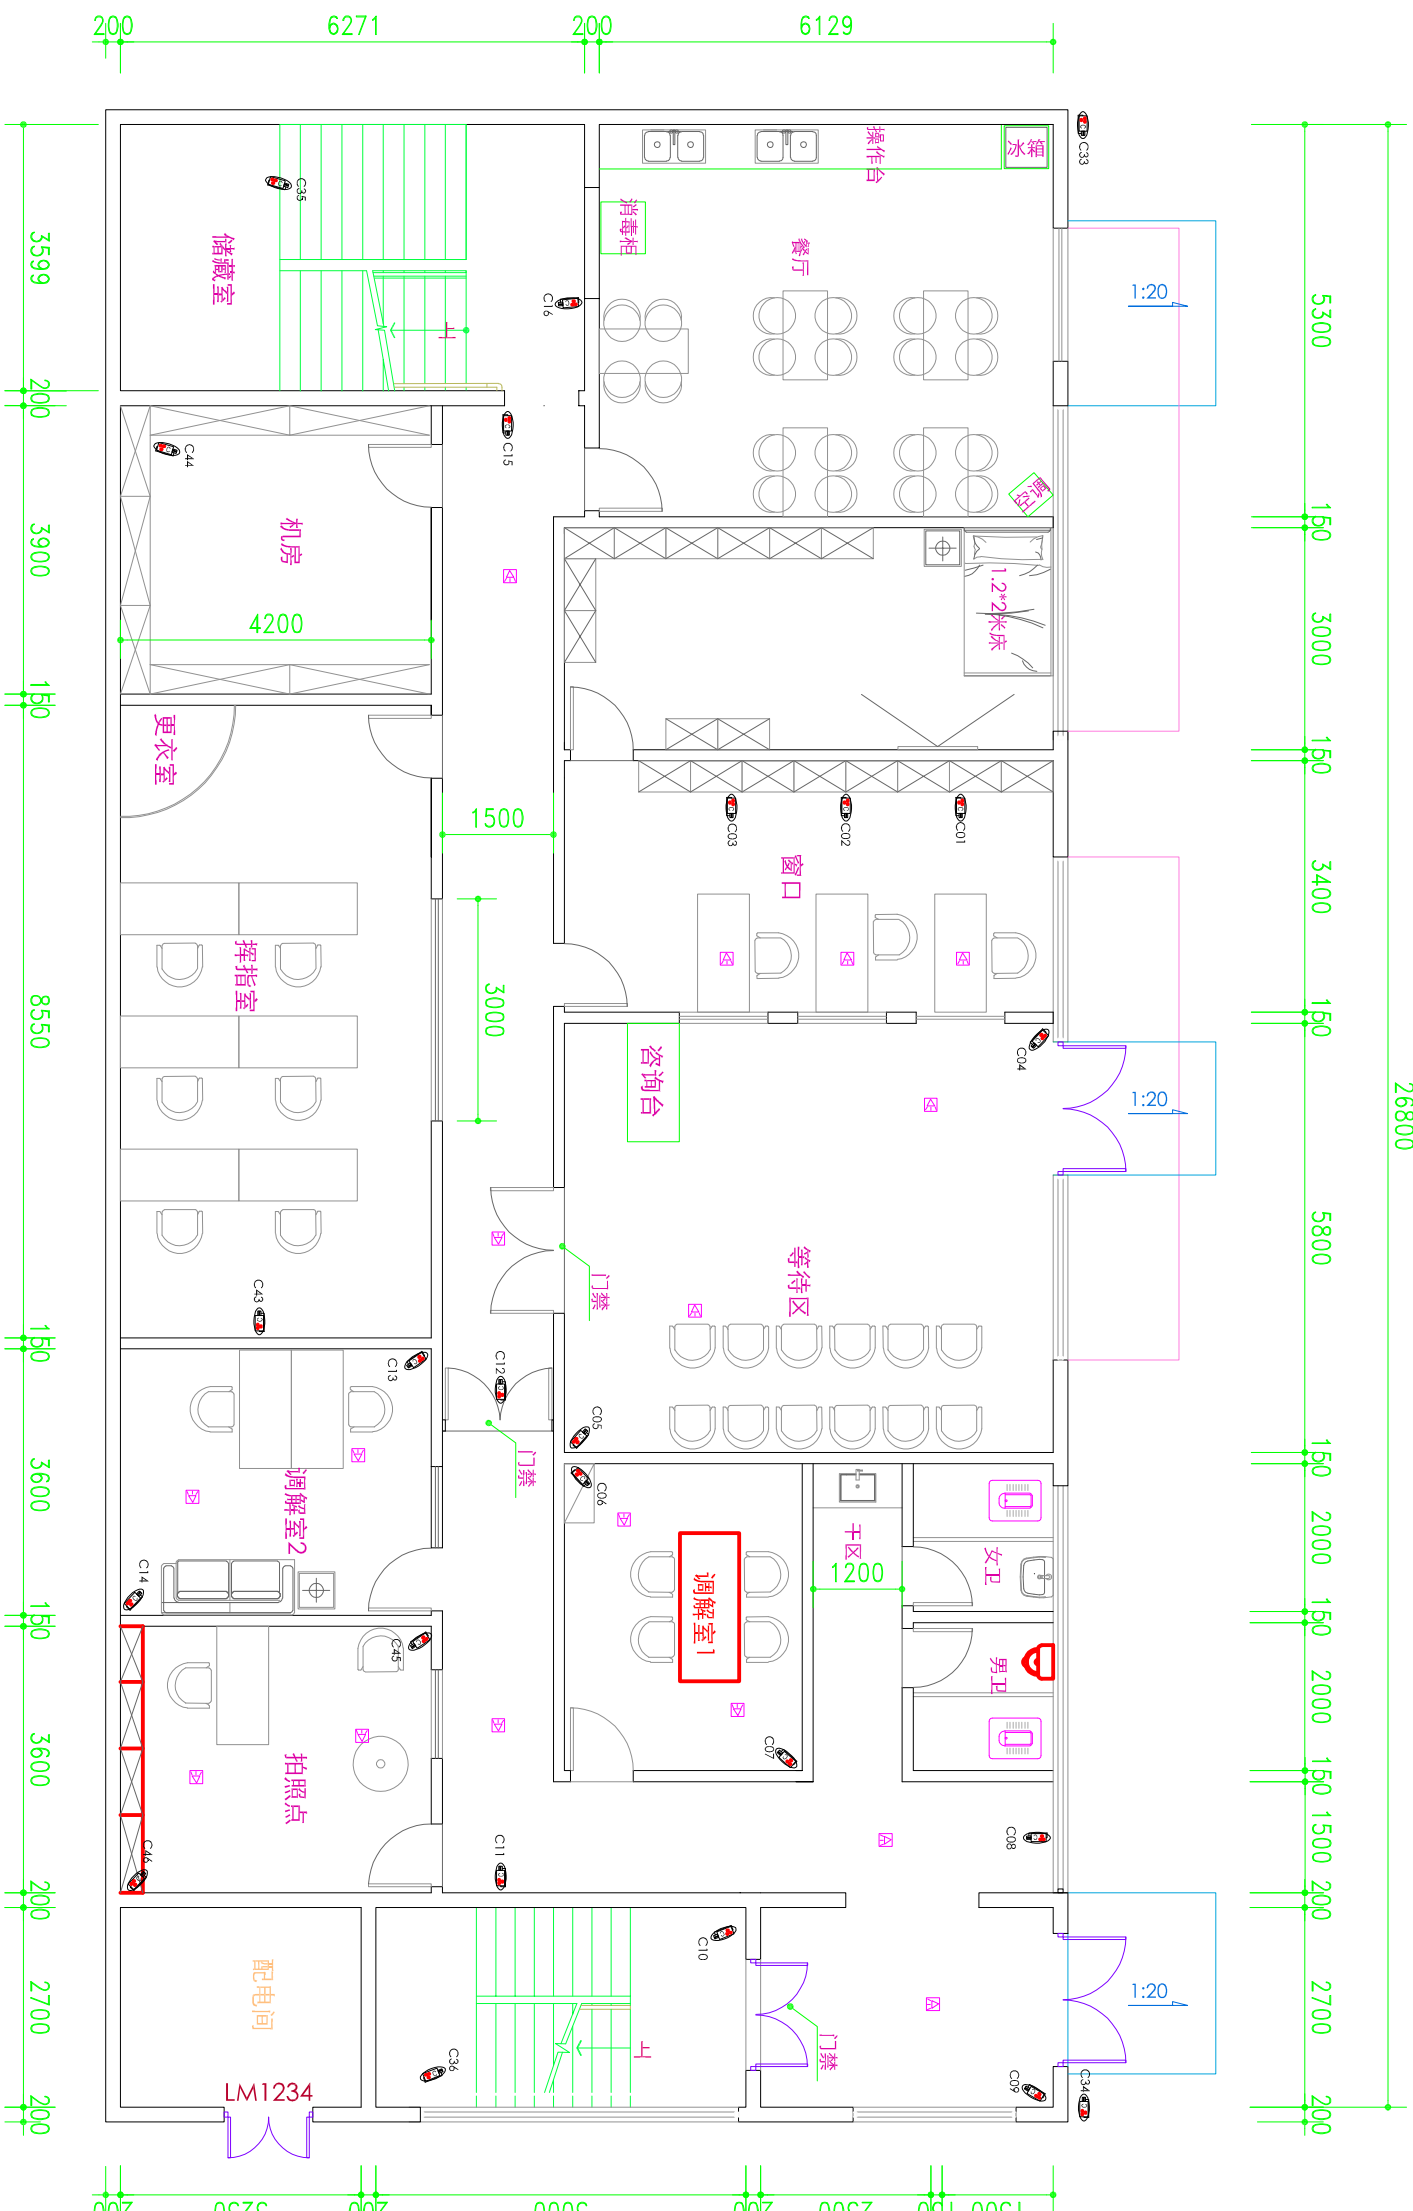 200
6271
200
6129
C33
操作台
冰箱
C35
消毒柜
储藏室
餐厅
3599
5300
1:20
C16
上
200
C15
C44
空调
机房
3900
150
1.2*2米床
3000
4200
150
更衣室
150
1500
C03
C02
C01
窗口
3400
挥指室
3000
8550
150
咨询台
C04
1:20
26800
等待区
5800
门禁
C43
150
C13
C12
C05
门禁
150
C06
3600
调解室2
干区
女卫
2000
1200
C14
调解室1
150
150
C45
男卫
2000
3600
拍照点
C07
150
C46
C11
C08
1500
200
200
C10
配电间
2700
1:20
2700
上
门禁
C36
C09
C34
LM1234
200
200